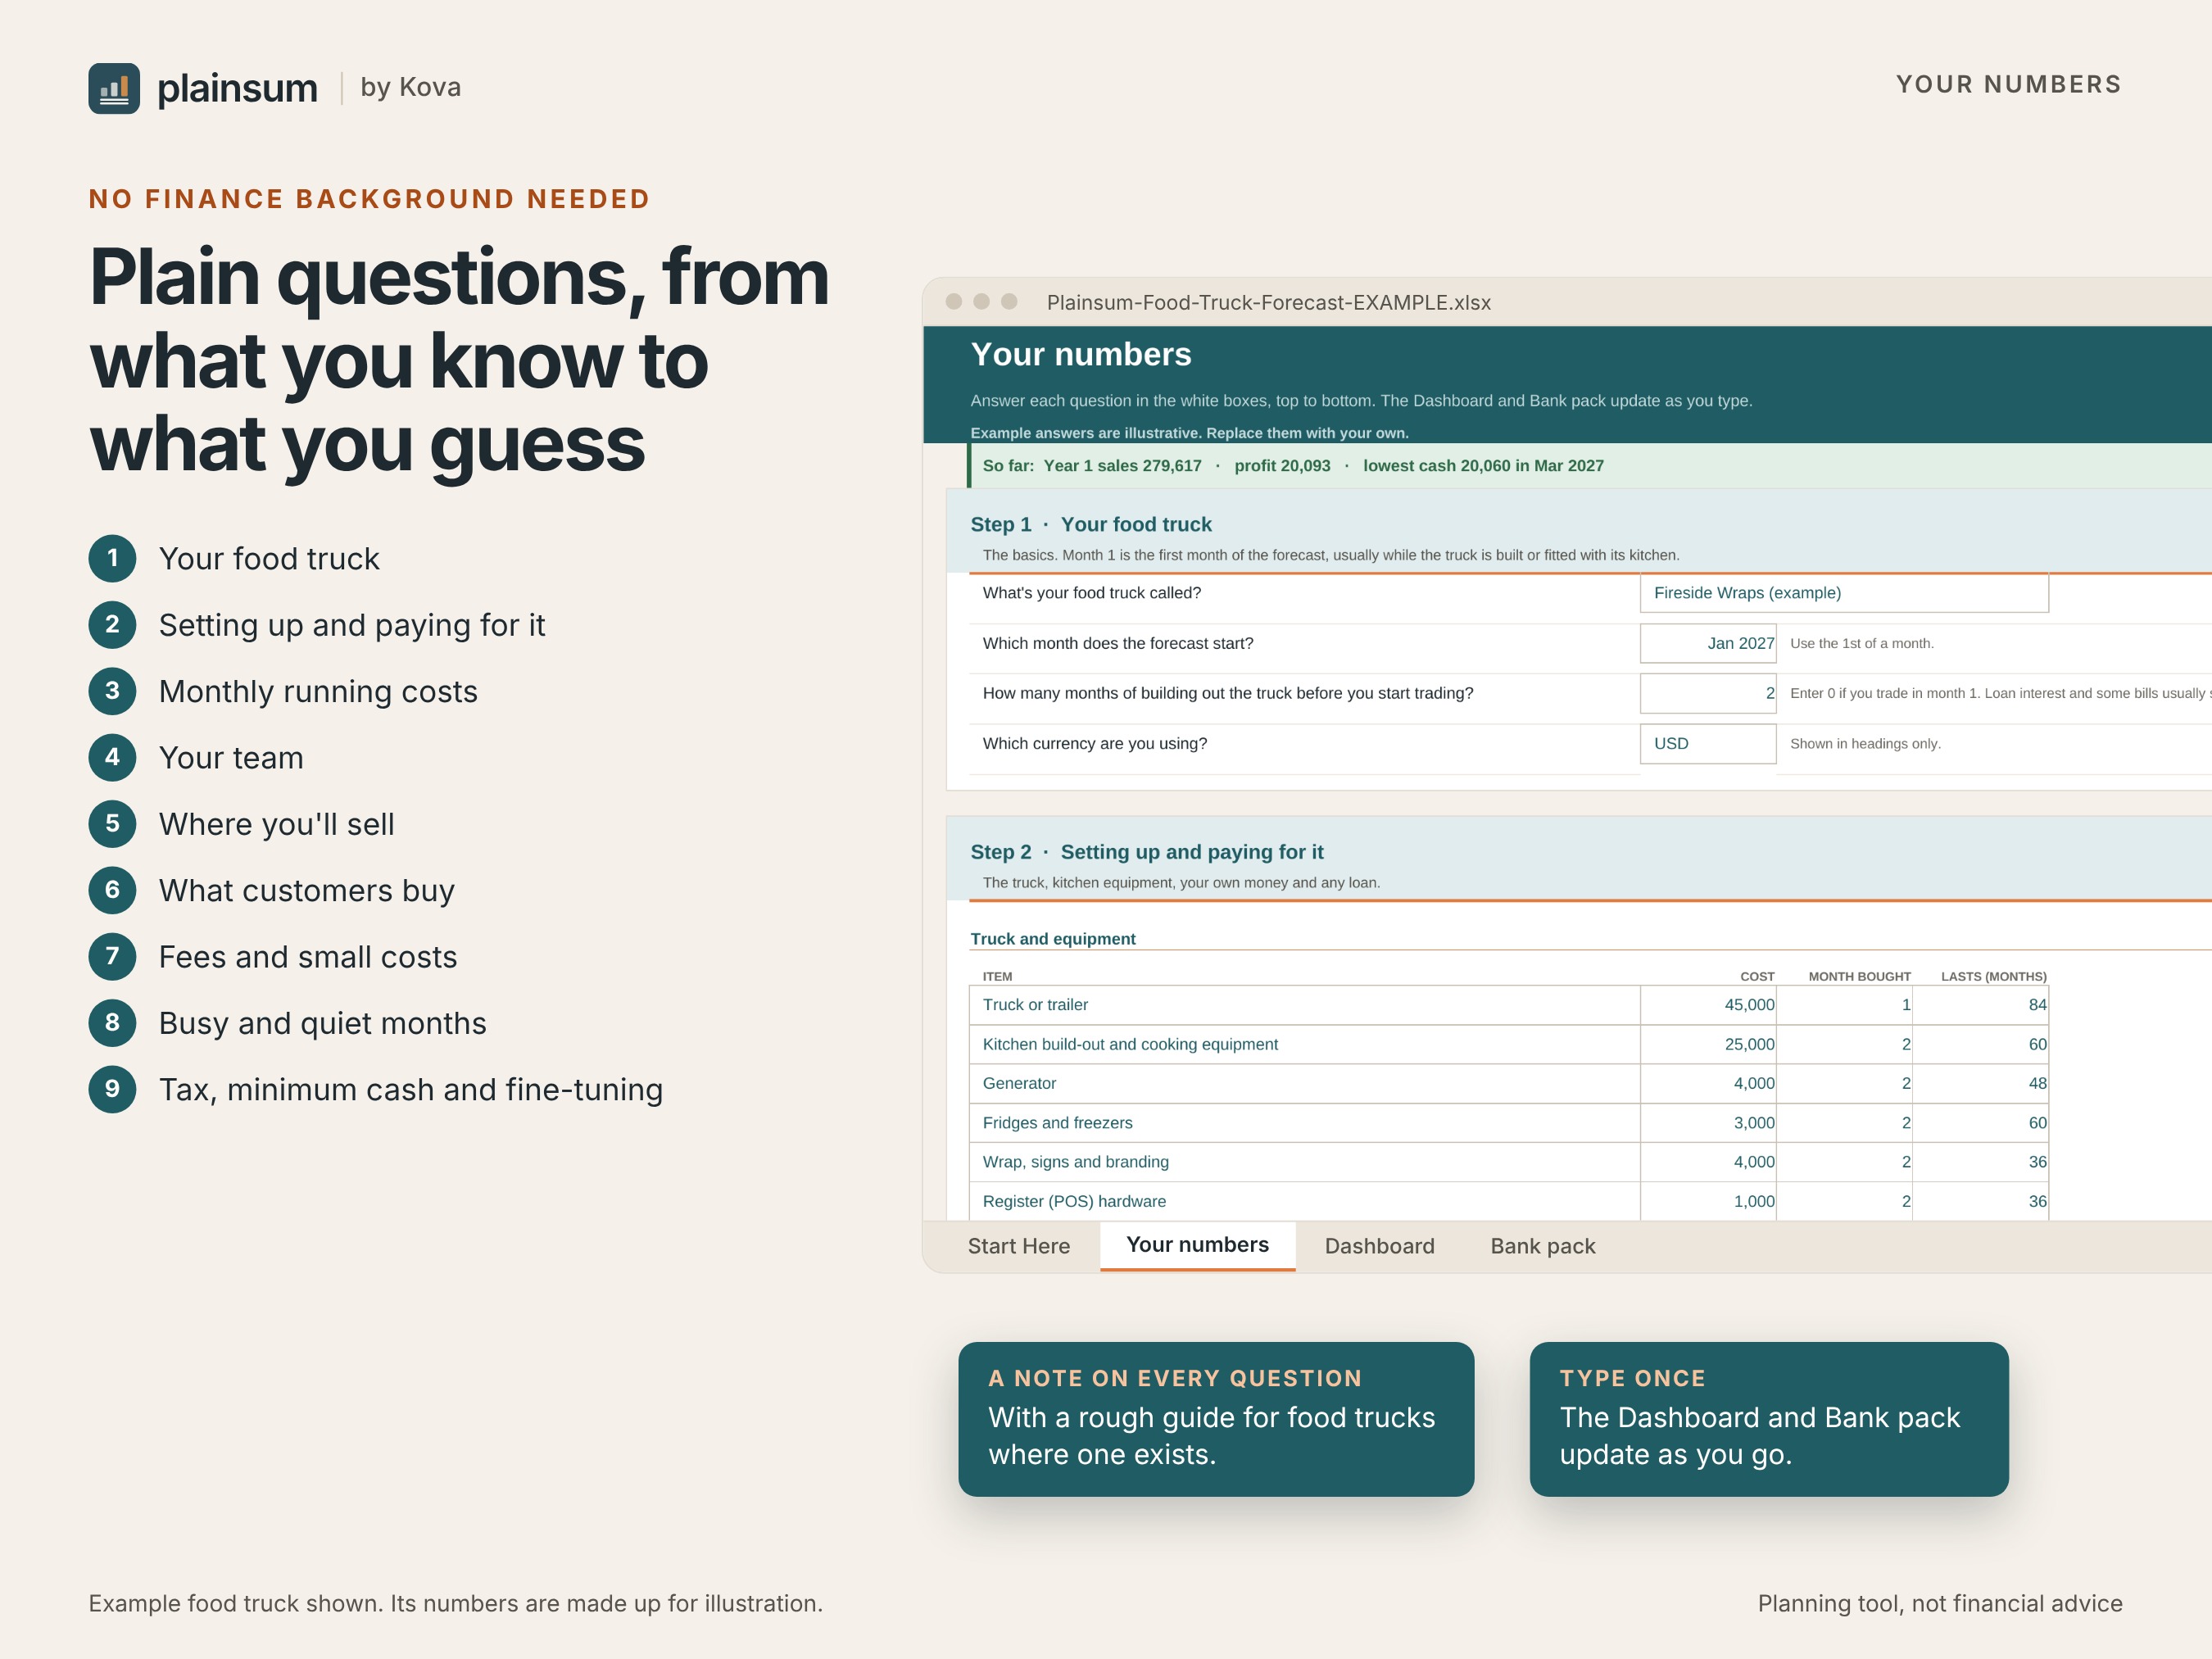 plainsum | by Kova
YOUR NUMBERS
NO FINANCE BACKGROUND NEEDED
Plain questions, from
what you know to
what you guess
1 Your food truck
2 Setting up and paying for it
3 Monthly running costs
4 Your team
5 Where you'll sell
6 What customers buy
7 Fees and small costs
8 Busy and quiet months
9 Tax, minimum cash and fine-tuning
Plainsum-Food-Truck-Forecast-EXAMPLE.xlsx
Your numbers
Answer each question in the white boxes, top to bottom. The Dashboard and Bank pack update as you type.
Example answers are illustrative. Replace them with your own.
So far: Year 1 sales 279,617 · profit 20,093 · lowest cash 20,060 in Mar 2027
Step 1 · Your food truck
The basics. Month 1 is the first month of the forecast, usually while the truck is built or fitted with its kitchen.
What's your food truck called? Fireside Wraps (example)
Which month does the forecast start? Jan 2027 Use the 1st of a month.
How many months of building out the truck before you start trading? 2 Enter 0 if you trade in month 1. Loan interest and some bills usually
Which currency are you using? USD Shown in headings only.
Step 2 · Setting up and paying for it
The truck, kitchen equipment, your own money and any loan.
Truck and equipment
ITEM COST MONTH BOUGHT LASTS (MONTHS)
Truck or trailer 45,000 1 84
Kitchen build-out and cooking equipment 25,000 2 60
Generator 4,000 2 48
Fridges and freezers 3,000 2 60
Wrap, signs and branding 4,000 2 36
Register (POS) hardware 1,000 2 36
Start Here Your numbers Dashboard Bank pack
A NOTE ON EVERY QUESTION
With a rough guide for food trucks
where one exists.
TYPE ONCE
The Dashboard and Bank pack
update as you go.
Example food truck shown. Its numbers are made up for illustration.
Planning tool, not financial advice